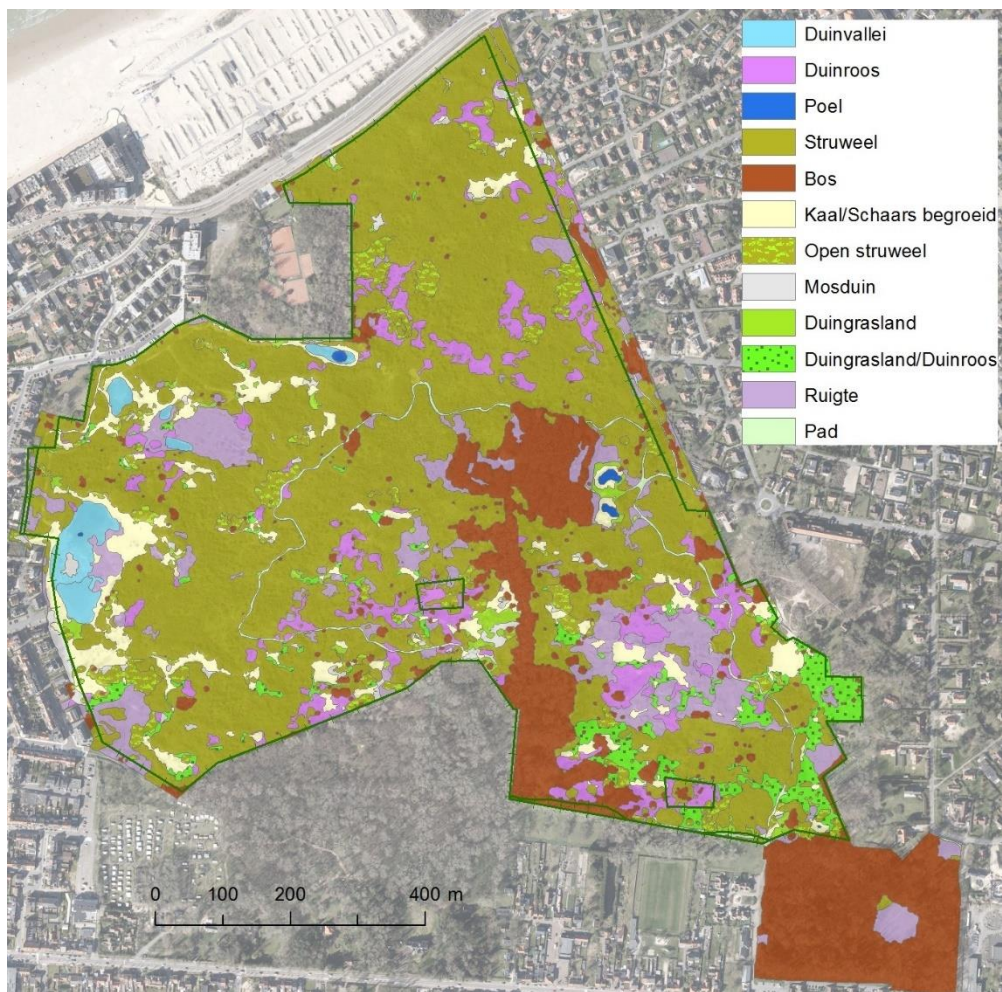 Duinvallei
Duinroos
Poel
Struweel
Bos
Kaal/Schaars begroeid
Open struweel
Mosduin
Duingrasland
Duingrasland/Duinroos
Ruigte
Pad
0 100 200 400 m